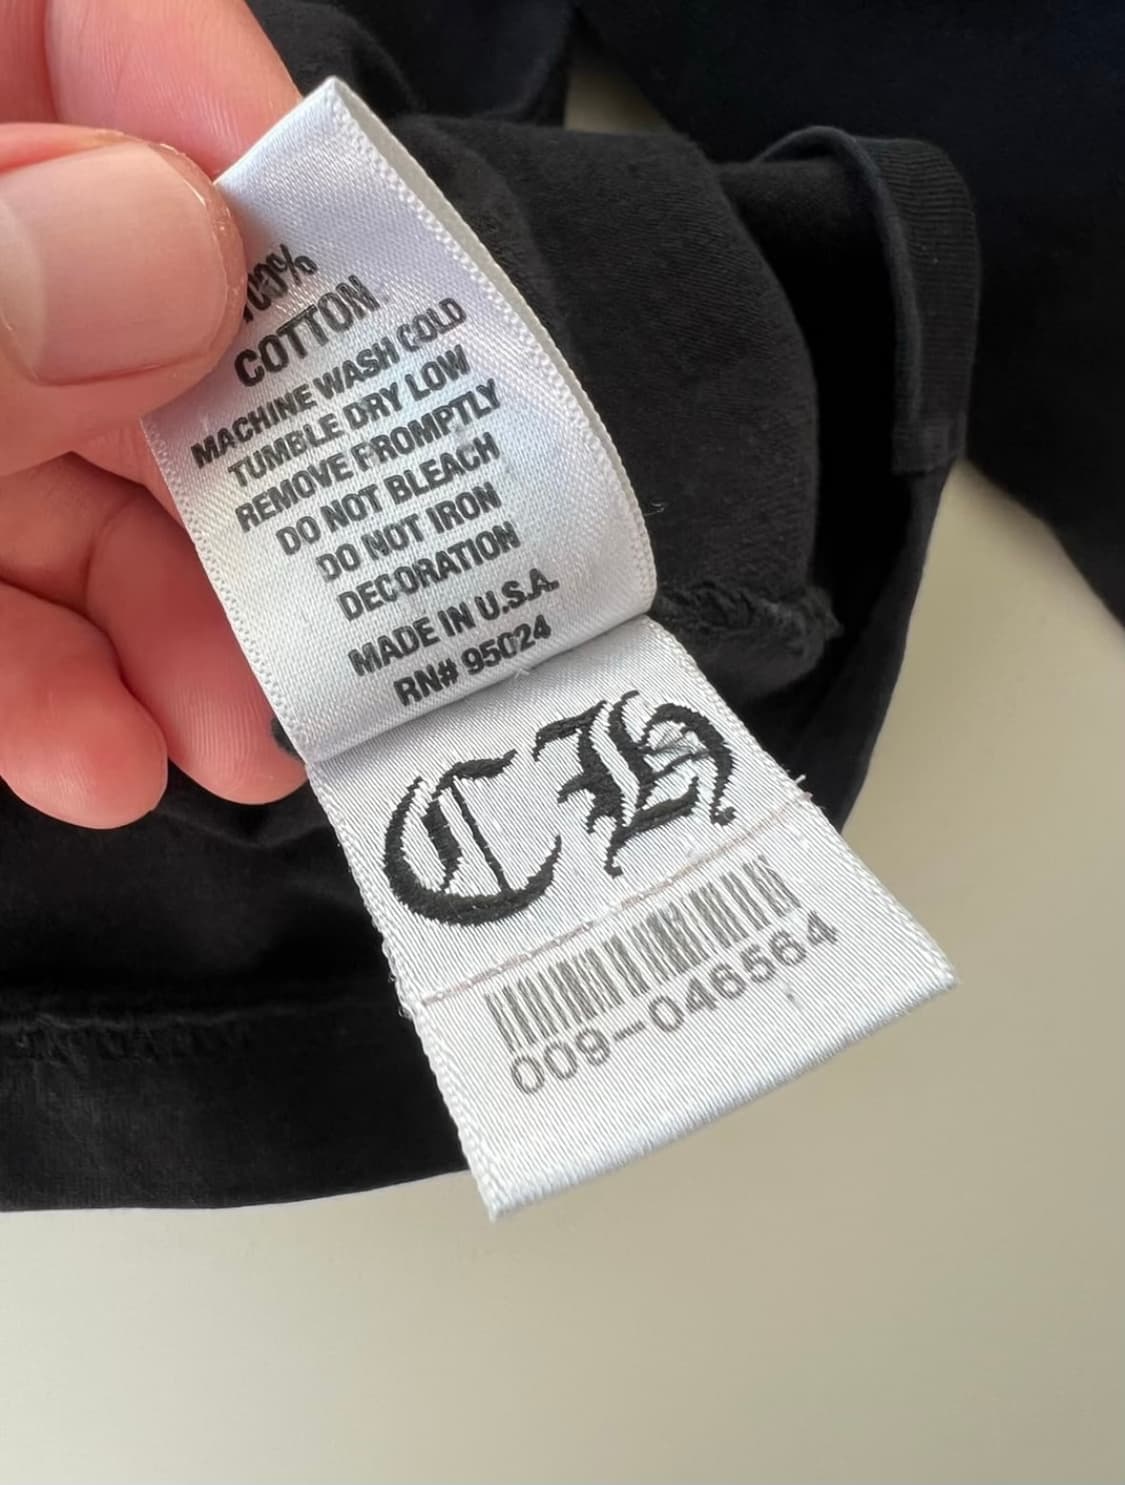 100%
COTTON
MACHINE WASH COLD
TUMBLE DRY LOW
REMOVE PROMPTLY
DO NOT BLEACH
DO NOT IRON
DECORATION
MADE IN U.S.A.
RN# 95024
CH
009-046564